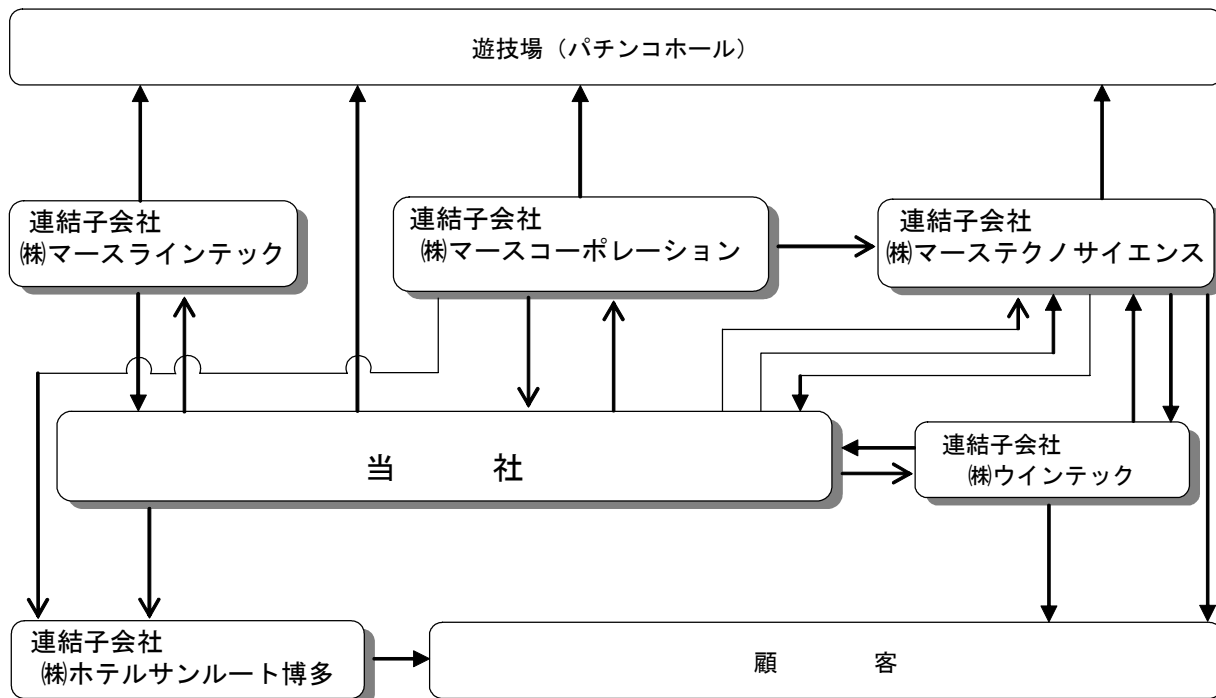 遊技場（パチンコホール）
連結子会社
㈱マースラインテック
連結子会社
㈱マースコーポレーション
連結子会社
㈱マーステクノサイエンス
当　　　社
連結子会社
㈱ウインテック
連結子会社
㈱ホテルサンルート博多
顧　　　客